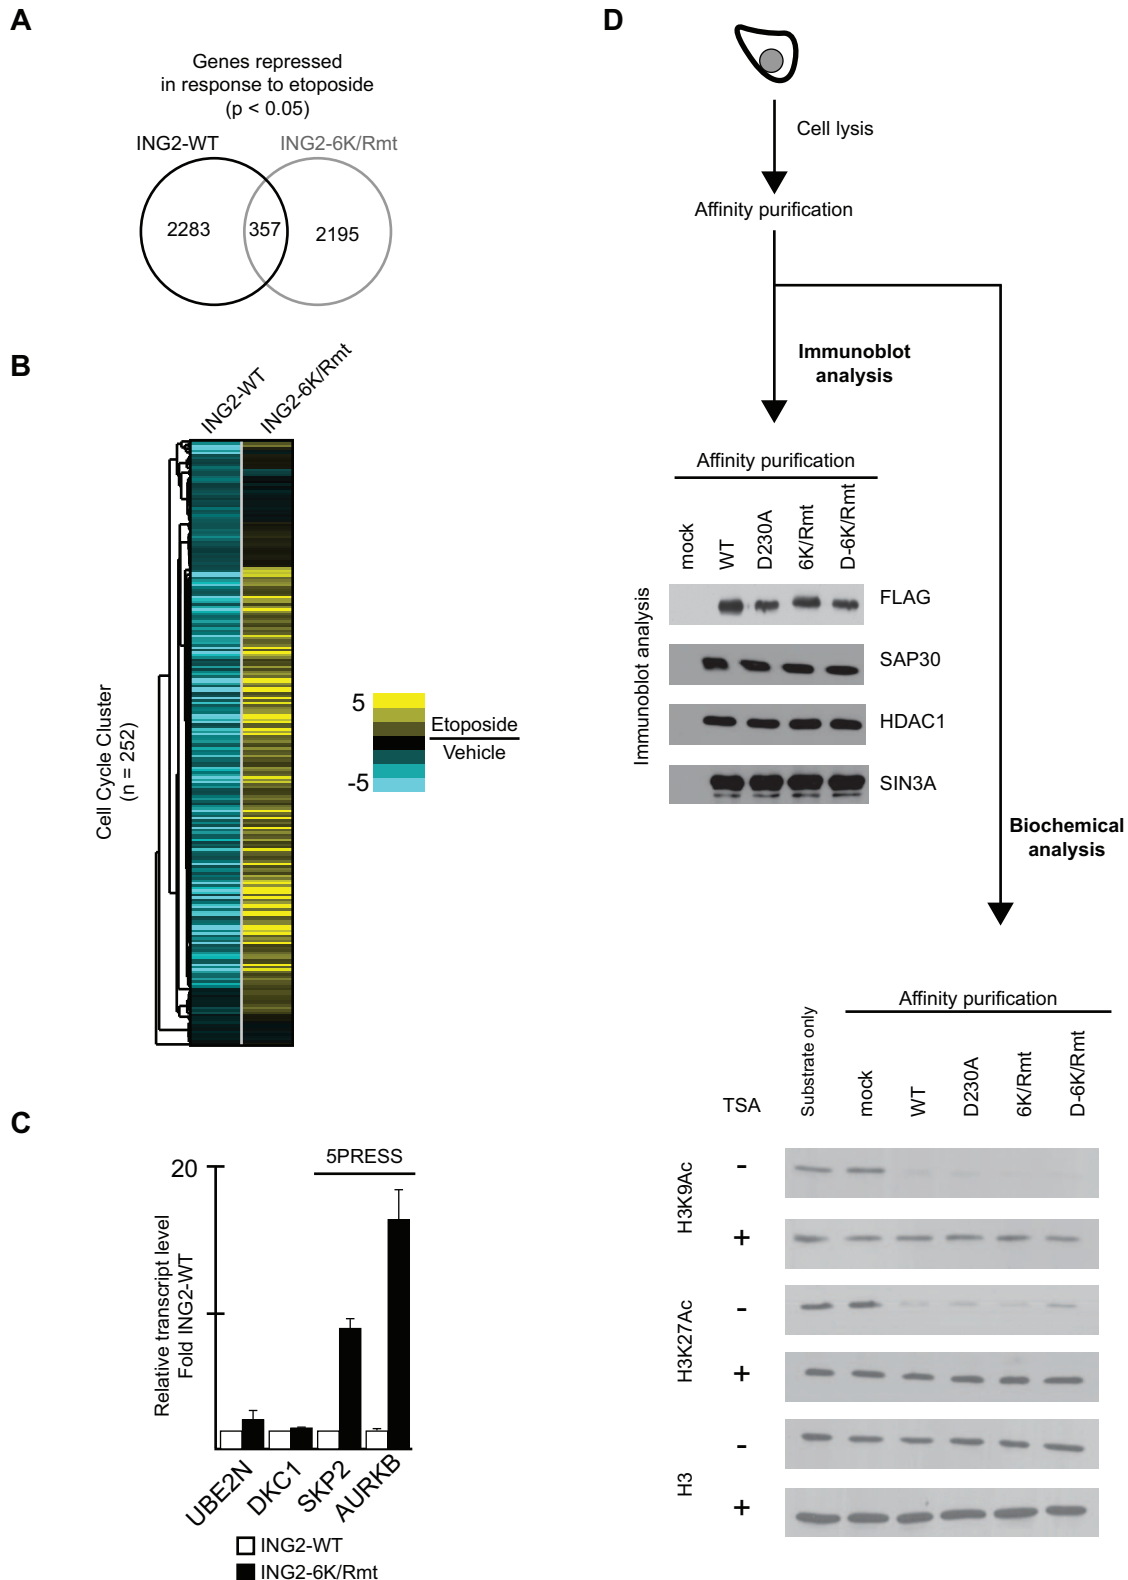 A
Genes repressed
in response to etoposide
(p < 0.05)
ING2-WT
ING2-6K/Rmt
2283
357
2195
B
ING2-WT
ING2-6K/Rmt
Cell Cycle Cluster
(n = 252)
5
-5
Etoposide
Vehicle
C
5PRESS
20
Relative transcript level
Fold ING2-WT
UBE2N
DKC1
SKP2
AURKB
ING2-WT
ING2-6K/Rmt
D
Cell lysis
Affinity purification
Immunoblot
analysis
Affinity purification
mock
WT
D230A
6K/Rmt
D-6K/Rmt
Immunoblot analysis
FLAG
SAP30
HDAC1
SIN3A
Biochemical
analysis
Affinity purification
TSA
Substrate only
mock
WT
D230A
6K/Rmt
D-6K/Rmt
H3K9Ac
-
+
H3K27Ac
-
+
H3
-
+